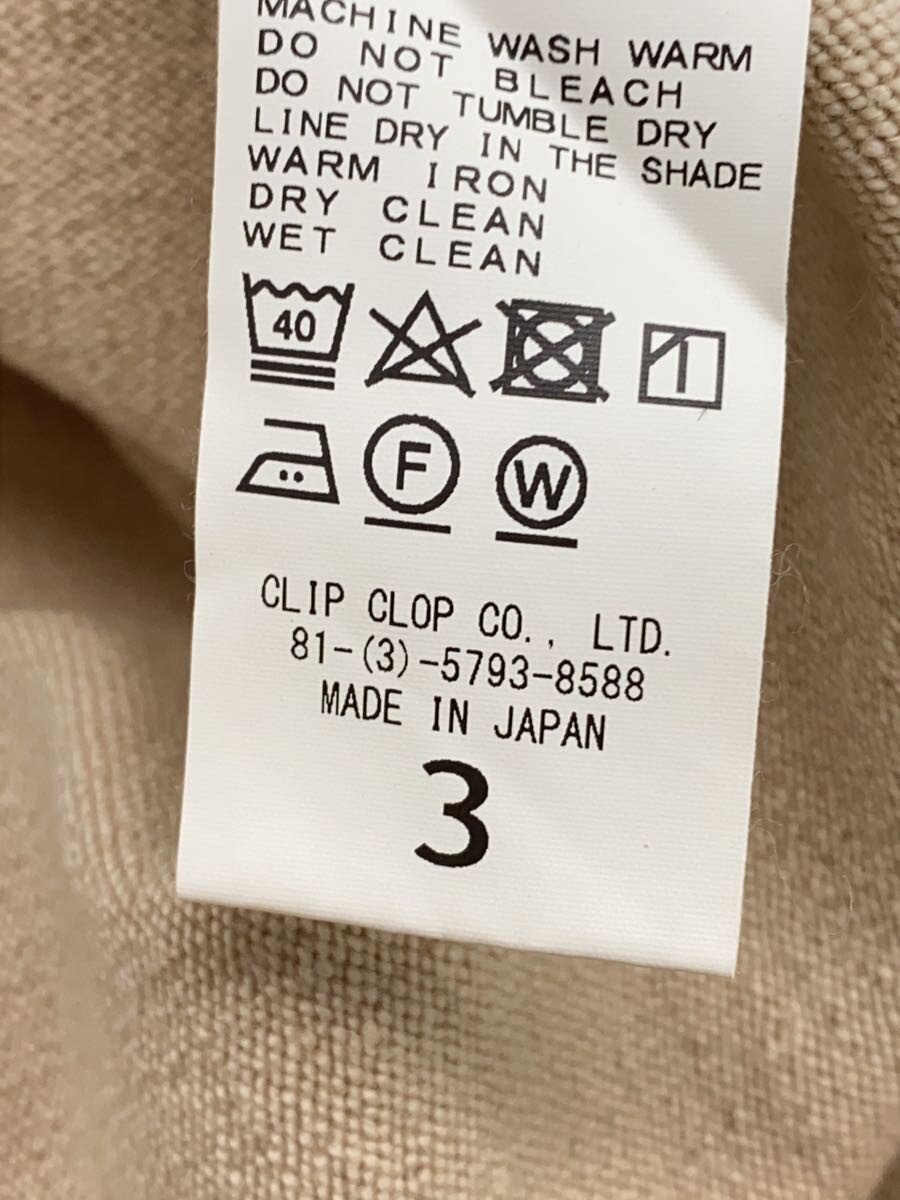 MACHINE WASH WARM
DO NOT BLEACH
DO NOT TUMBLE DRY
LINE DRY IN THE SHADE
WARM IRON
DRY CLEAN
WET CLEAN
40
F W
CLIP CLOP CO., LTD.
81-(3)-5793-8588
MADE IN JAPAN
3